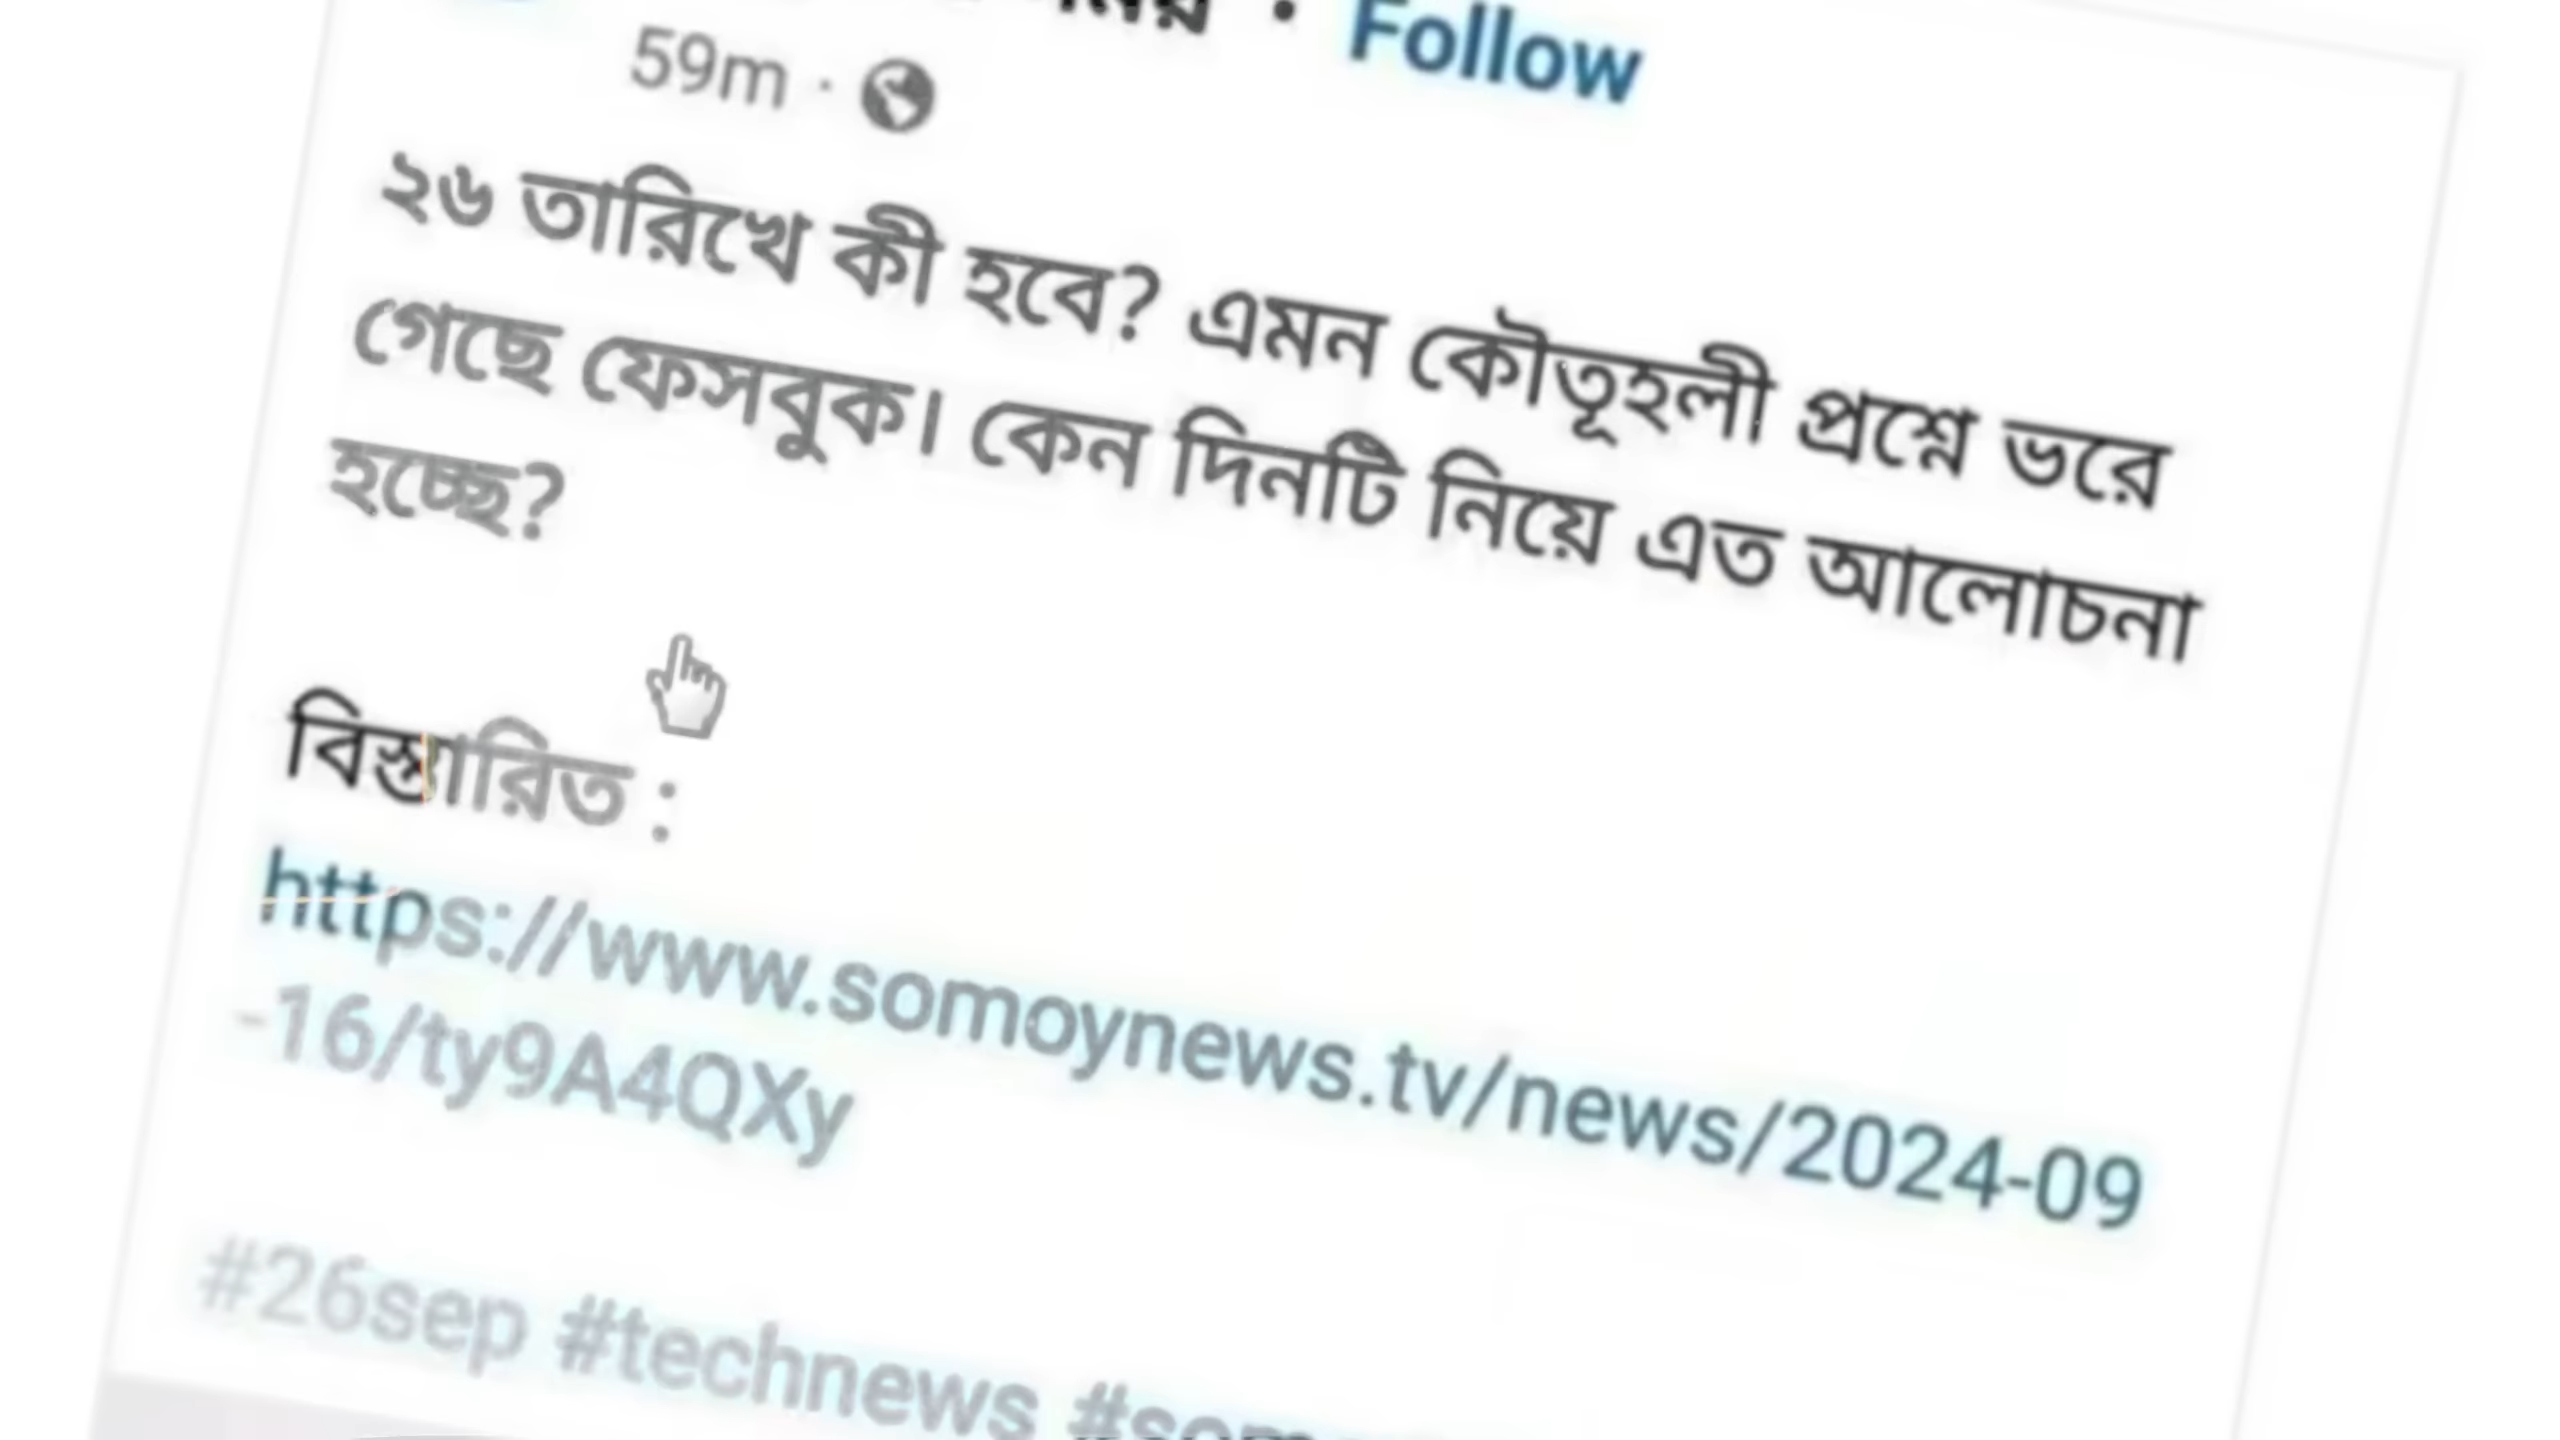 • Follow
59m ·
২৬ তারিখে কী হবে? এমন কৌতূহলী প্রশ্নে ভরে
গেছে ফেসবুক। কেন দিনটি নিয়ে এত আলোচনা
হচ্ছে?
বিস্তারিত :
https://www.somoynews.tv/news/2024-09
-16/ty9A4QXy
#26sep #technews